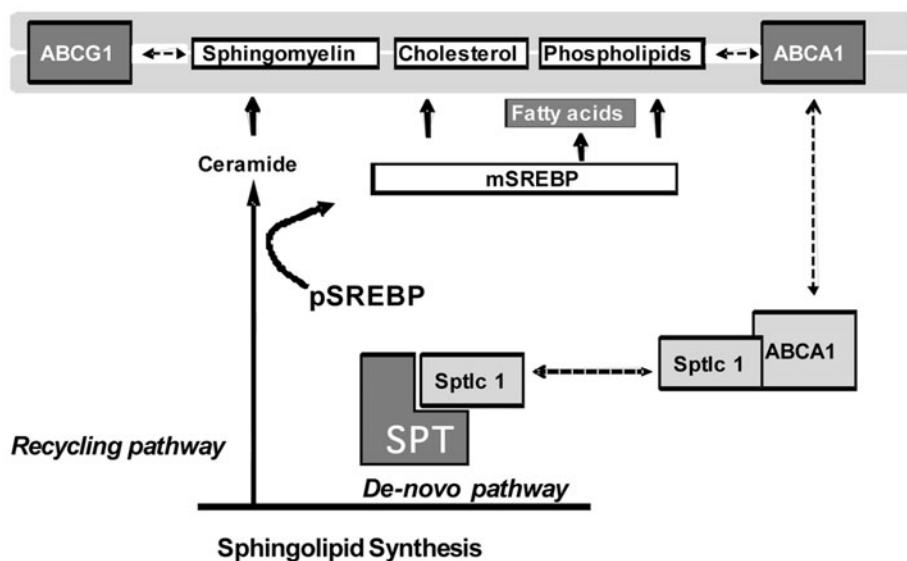 ABCG1
Sphingomyelin
Cholesterol
Phospholipids
ABCA1
Fatty acids
Ceramide
mSREBP
pSREBP
Sptlc 1
ABCA1
Sptlc 1
SPT
Recycling pathway
De-novo pathway
Sphingolipid Synthesis